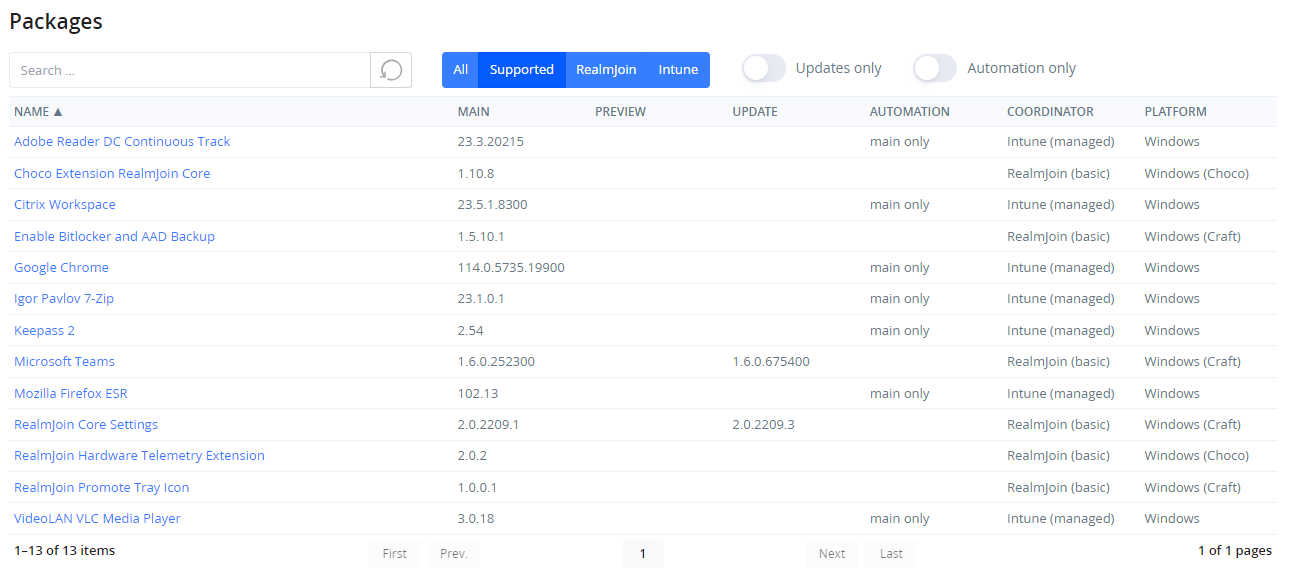 Packages
Search ... All Supported RealmJoin Intune Updates only Automation only
NAME ▲ MAIN PREVIEW UPDATE AUTOMATION COORDINATOR PLATFORM
Adobe Reader DC Continuous Track 23.3.20215 main only Intune (managed) Windows
Choco Extension RealmJoin Core 1.10.8 RealmJoin (basic) Windows (Choco)
Citrix Workspace 23.5.1.8300 main only Intune (managed) Windows
Enable Bitlocker and AAD Backup 1.5.10.1 RealmJoin (basic) Windows (Craft)
Google Chrome 114.0.5735.19900 main only Intune (managed) Windows
Igor Pavlov 7-Zip 23.1.0.1 main only Intune (managed) Windows
Keepass 2 2.54 main only Intune (managed) Windows
Microsoft Teams 1.6.0.252300 1.6.0.675400 RealmJoin (basic) Windows (Craft)
Mozilla Firefox ESR 102.13 main only Intune (managed) Windows
RealmJoin Core Settings 2.0.2209.1 2.0.2209.3 RealmJoin (basic) Windows (Craft)
RealmJoin Hardware Telemetry Extension 2.0.2 RealmJoin (basic) Windows (Choco)
RealmJoin Promote Tray Icon 1.0.0.1 RealmJoin (basic) Windows (Craft)
VideoLAN VLC Media Player 3.0.18 main only Intune (managed) Windows
1–13 of 13 items First Prev. 1 Next Last 1 of 1 pages